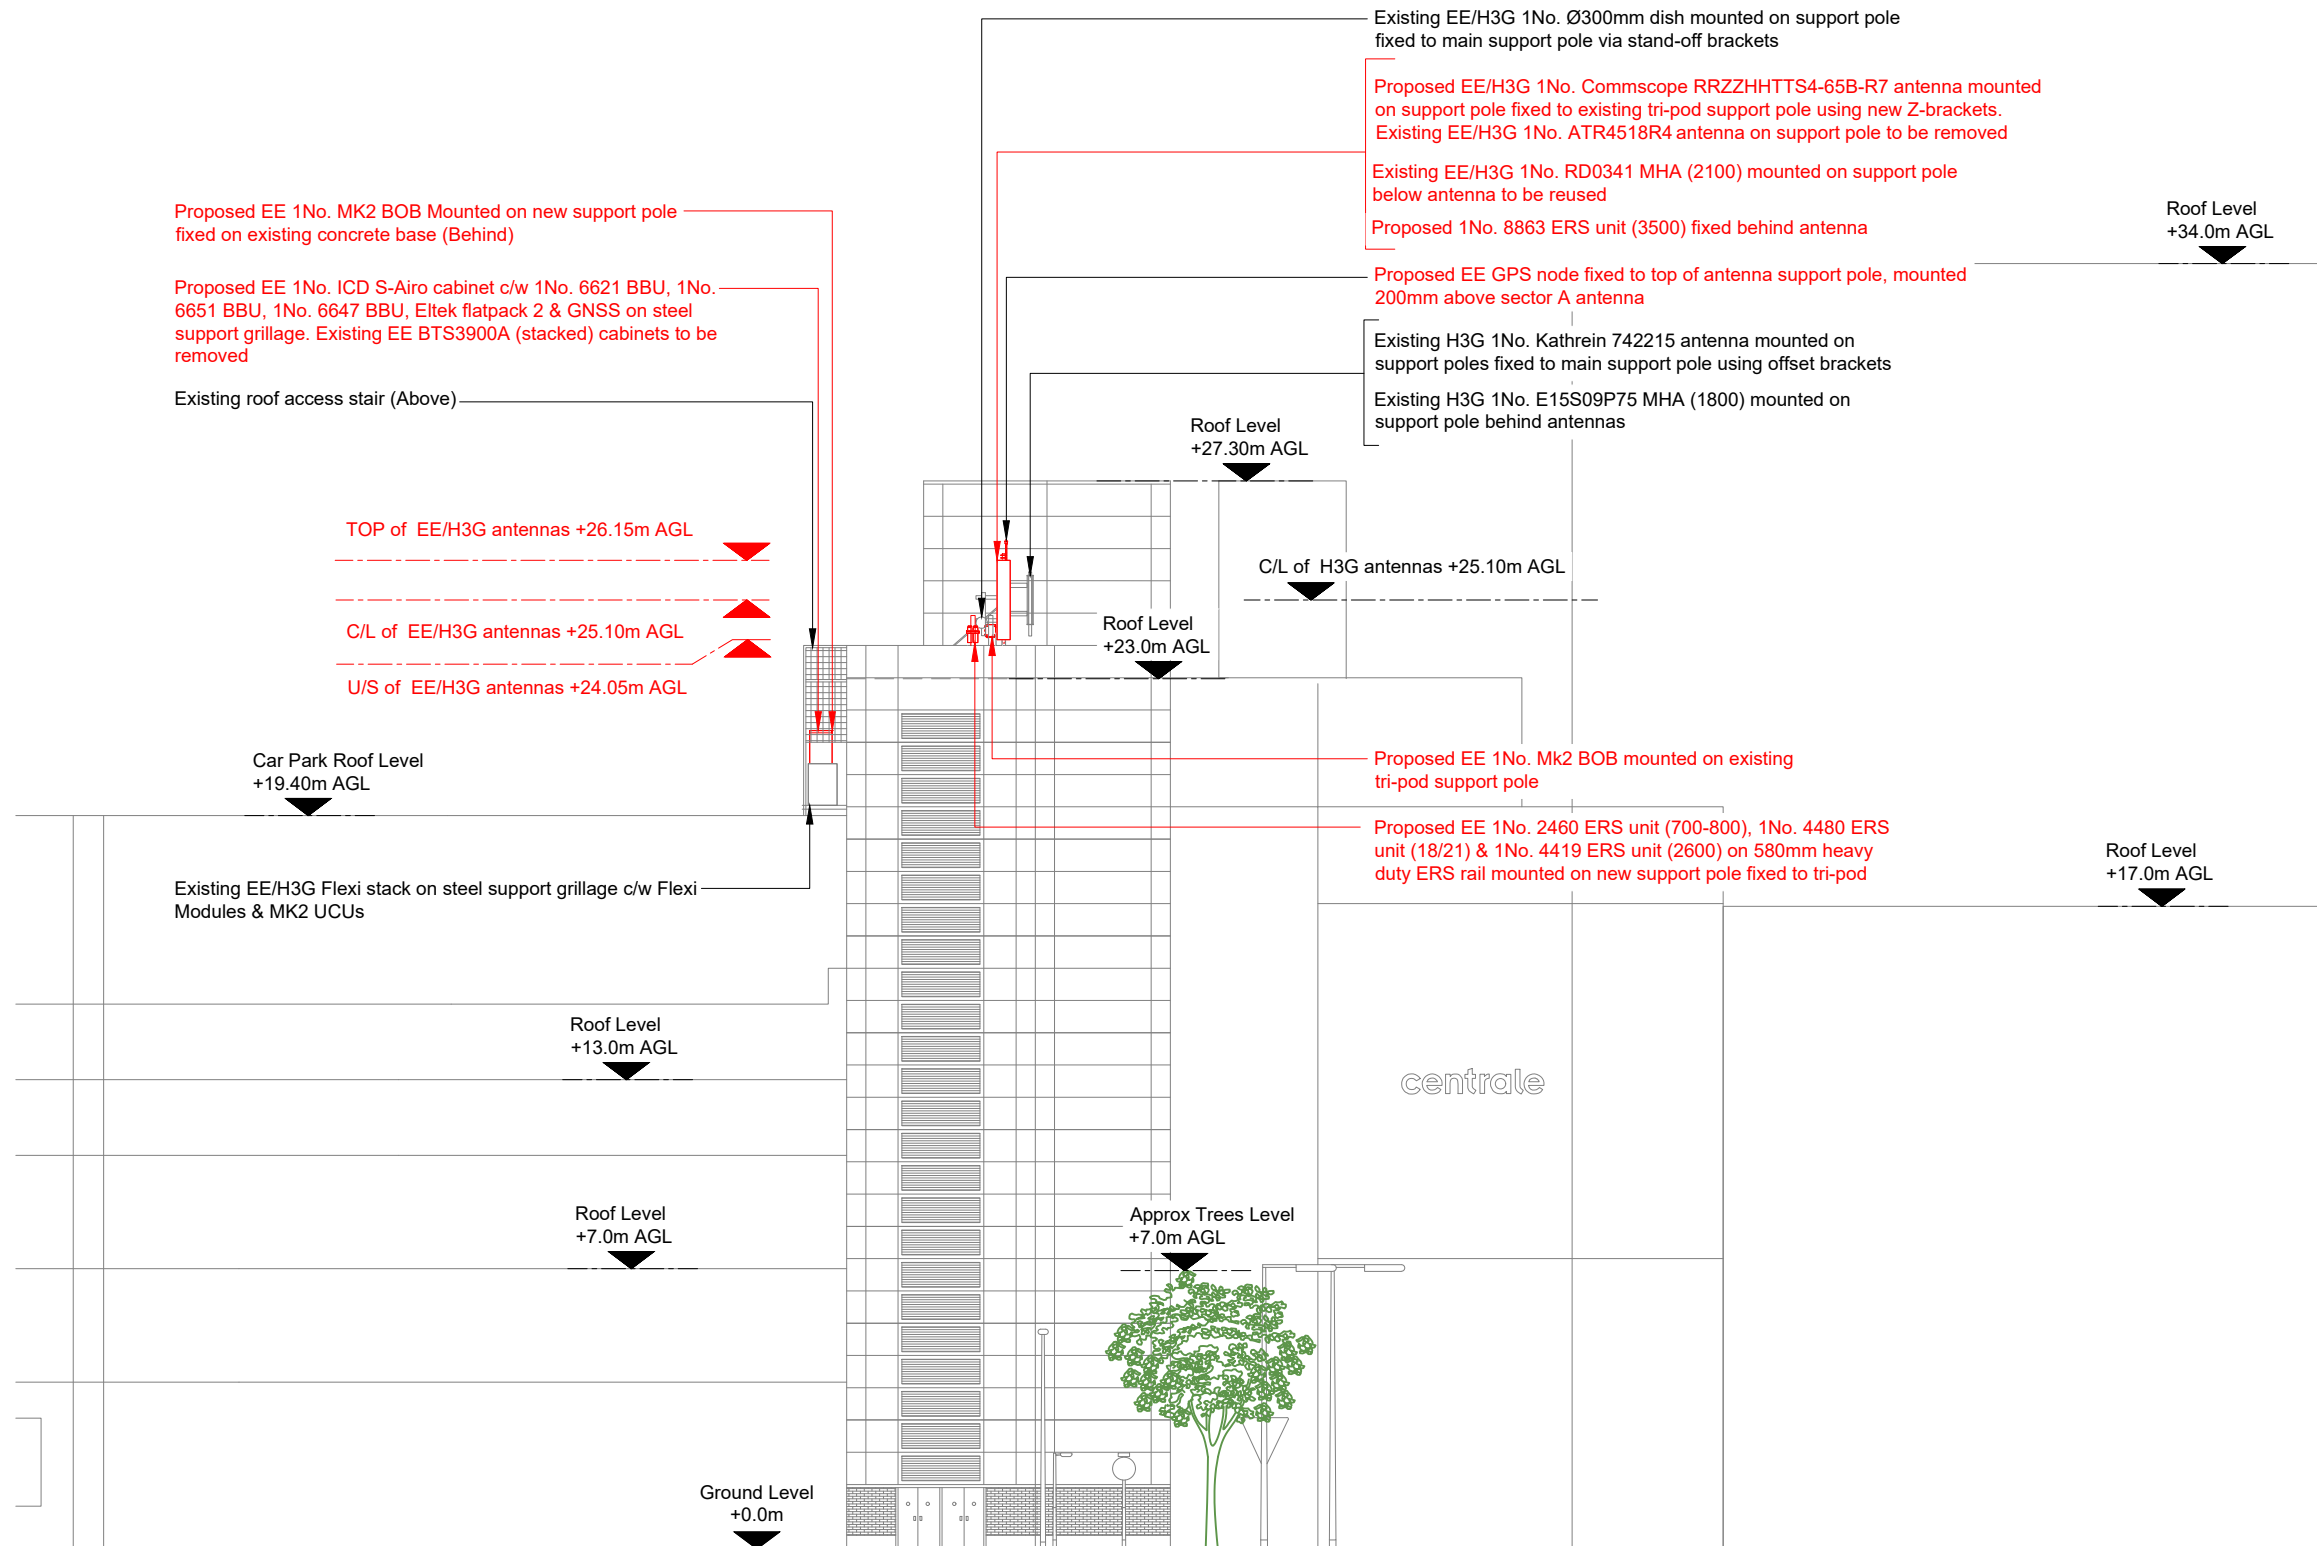 Existing EE/H3G 1No. Ø300mm dish mounted on support pole
fixed to main support pole via stand-off brackets
Proposed EE/H3G 1No. Commscope RRZZHHTTS4-65B-R7 antenna mounted
on support pole fixed to existing tri-pod support pole using new Z-brackets.
Existing EE/H3G 1No. ATR4518R4 antenna on support pole to be removed
Existing EE/H3G 1No. RD0341 MHA (2100) mounted on support pole
below antenna to be reused
Proposed 1No. 8863 ERS unit (3500) fixed behind antenna
Roof Level
+34.0m AGL
Proposed EE 1No. MK2 BOB Mounted on new support pole
fixed on existing concrete base (Behind)
Proposed EE 1No. ICD S-Airo cabinet c/w 1No. 6621 BBU, 1No.
6651 BBU, 1No. 6647 BBU, Eltek flatpack 2 & GNSS on steel
support grillage. Existing EE BTS3900A (stacked) cabinets to be
removed
Existing roof access stair (Above)
Proposed EE GPS node fixed to top of antenna support pole, mounted
200mm above sector A antenna
Existing H3G 1No. Kathrein 742215 antenna mounted on
support poles fixed to main support pole using offset brackets
Existing H3G 1No. E15S09P75 MHA (1800) mounted on
support pole behind antennas
Roof Level
+27.30m AGL
TOP of EE/H3G antennas +26.15m AGL
C/L of H3G antennas +25.10m AGL
C/L of EE/H3G antennas +25.10m AGL
Roof Level
+23.0m AGL
U/S of EE/H3G antennas +24.05m AGL
Car Park Roof Level
+19.40m AGL
Proposed EE 1No. Mk2 BOB mounted on existing
tri-pod support pole
Proposed EE 1No. 2460 ERS unit (700-800), 1No. 4480 ERS
unit (18/21) & 1No. 4419 ERS unit (2600) on 580mm heavy
duty ERS rail mounted on new support pole fixed to tri-pod
Roof Level
+17.0m AGL
Existing EE/H3G Flexi stack on steel support grillage c/w Flexi
Modules & MK2 UCUs
Roof Level
+13.0m AGL
centrale
Roof Level
+7.0m AGL
Approx Trees Level
+7.0m AGL
Ground Level
+0.0m